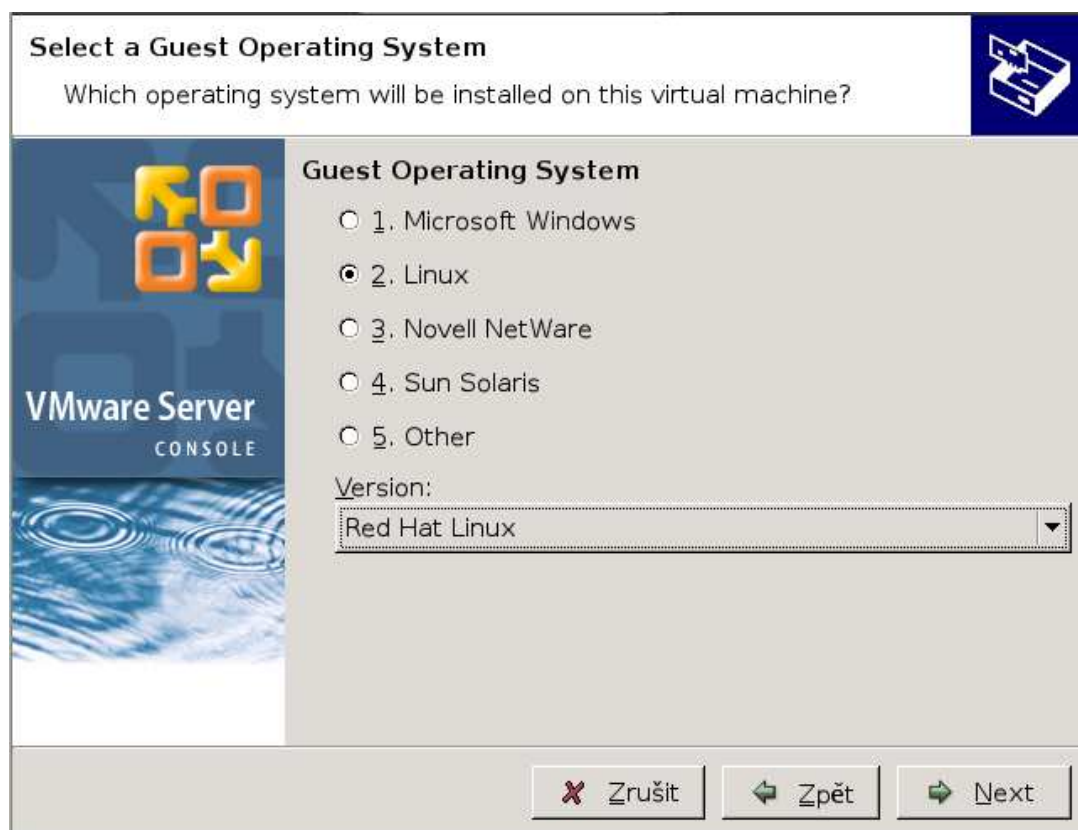 Select a Guest Operating System
Which operating system will be installed on this virtual machine?
VMware Server
CONSOLE
Guest Operating System
1. Microsoft Windows
2. Linux
3. Novell NetWare
4. Sun Solaris
5. Other
Version:
Red Hat Linux
Zrušit
Zpět
Next